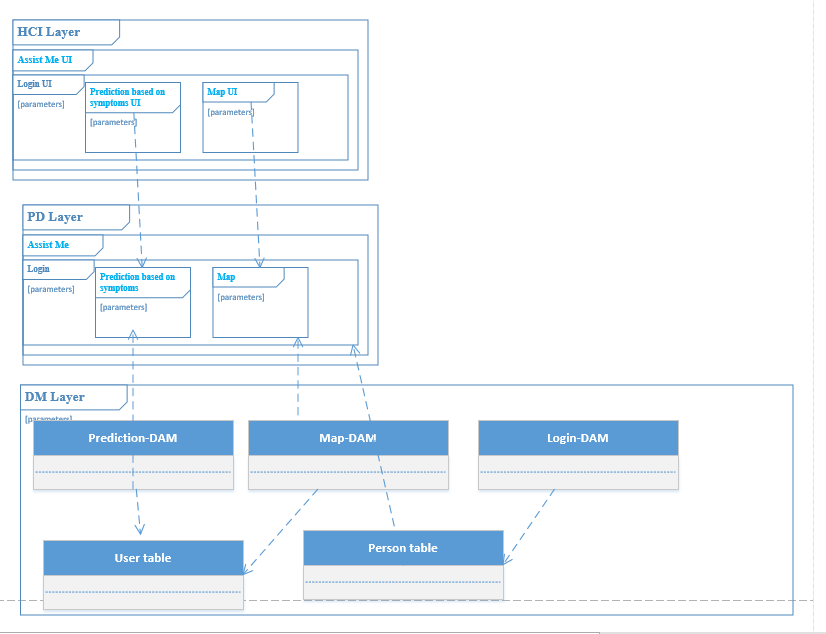 HCI Layer
Assist Me UI
Login UI
[parameters]
Prediction based on
symptoms UI
[parameters]
Map UI
[parameters]
PD Layer
Assist Me
Login
[parameters]
Prediction based on
symptoms
[parameters]
Map
[parameters]
DM Layer
[parameters]
Prediction-DAM
Map-DAM
Login-DAM
User table
Person table